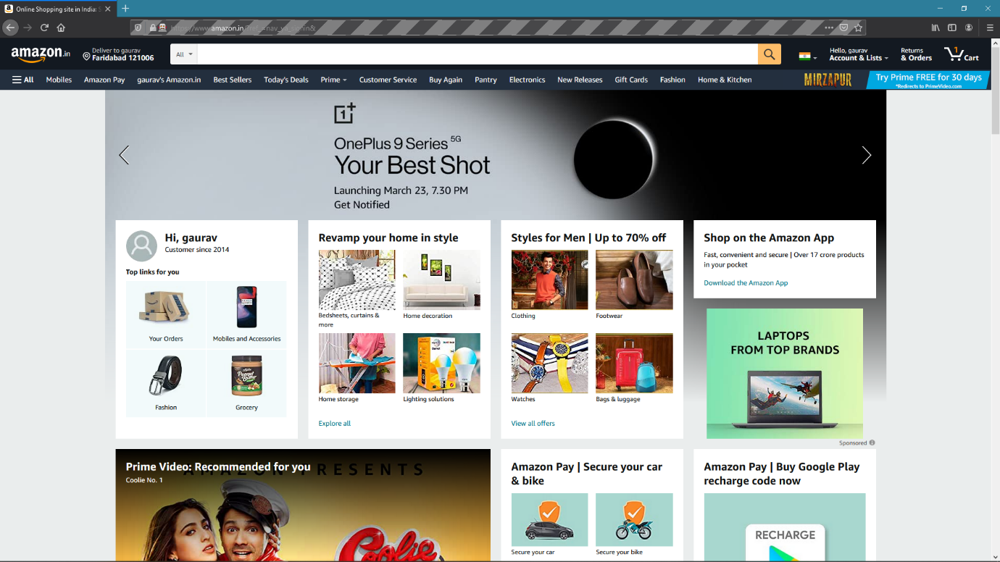 Online Shopping site in India: S
https://www.amazon.in/?ref_=nav_ya_signin&
amazon.in
Deliver to gaurav
Faridabad 121006
All
Hello, gaurav
Account & Lists
Returns
& Orders
1
Cart
All
Mobiles
Amazon Pay
gaurav's Amazon.in
Best Sellers
Today's Deals
Prime
Customer Service
Buy Again
Pantry
Electronics
New Releases
Gift Cards
Fashion
Home & Kitchen
MIRZAPUR
Try Prime FREE for 30 days
*Redirects to PrimeVideo.com
1+
OnePlus 9 Series 5G
Your Best Shot
Launching March 23, 7.30 PM
Get Notified
Hi, gaurav
Customer since 2014
Top links for you
Your Orders
Mobiles and Accessories
Fashion
Peanut
Butter
Grocery
Revamp your home in style
Bedsheets, curtains &
more
Home decoration
Home storage
Lighting solutions
Explore all
Styles for Men | Up to 70% off
Clothing
Footwear
Watches
Bags & luggage
View all offers
Shop on the Amazon App
Fast, convenient and secure | Over 17 crore products
in your pocket
Download the Amazon App
LAPTOPS
FROM TOP BRANDS
Sponsored
Prime Video: Recommended for you
AMAZON PRESENTS
Coolie No. 1
Coolie
Amazon Pay | Secure your car
& bike
Secure your car
Secure your bike
Amazon Pay | Buy Google Play
recharge code now
RECHARGE